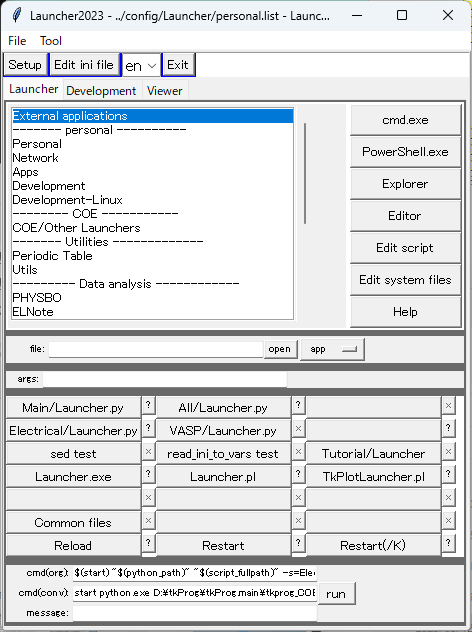 Launcher2023 - ../config/Launcher/personal.list - Launc...
File Tool
Setup Edit ini file en Exit
Launcher Development Viewer
External applications
------- personal -----------
Personal
Network
Apps
Development
Development-Linux
-------- COE -----------
COE/Other Launchers
------- Utilities -------------
Periodic Table
Utils
--------- Data analysis ------------
PHYSBO
ELNote
cmd.exe
PowerShell.exe
Explorer
Editor
Edit script
Edit system files
Help
file: open app
args:
Main/Launcher.py ? All/Launcher.py ? ×
Electrical/Launcher.py ? VASP/Launcher.py ? ×
sed test × read_ini_to_vars test × Tutorial/Launcher ?
Launcher.exe ? Launcher.pl ? TkPlotLauncher.pl ?
× × ×
Common files × × ×
Reload ? Restart ? Restart(/K) ?
cmd(org): $(start) "$(python_path)" "$(script_fullpath)" -s=Ele
cmd(conv): start python.exe D:¥tkProg¥tkProg.main¥tkprog_COE run
message: